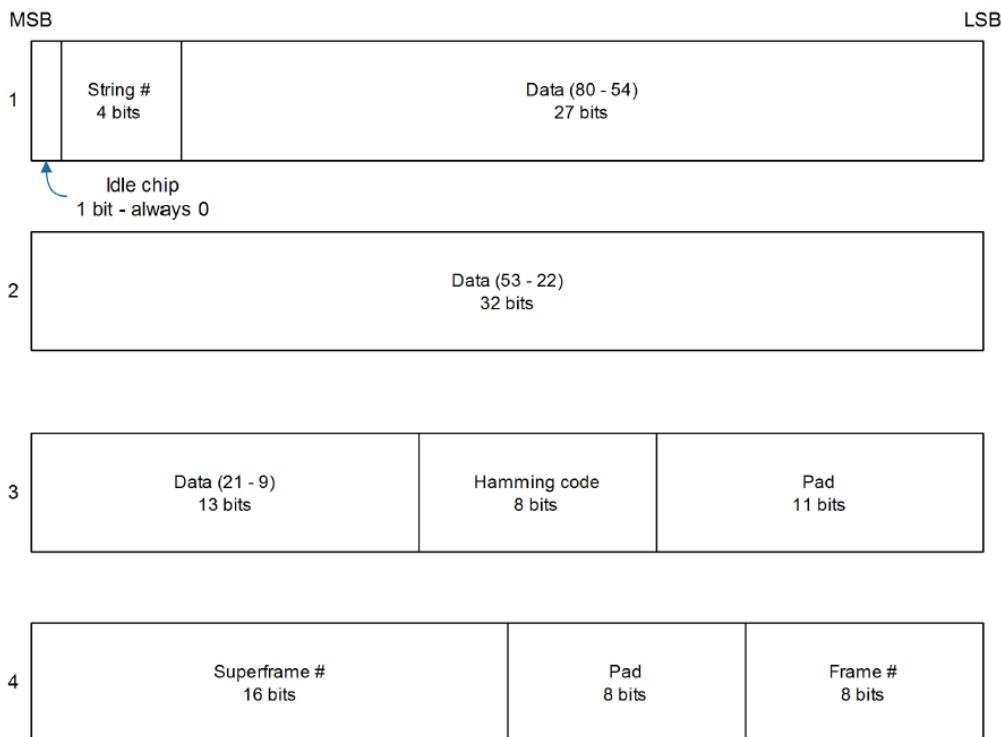 MSB
LSB
1
String #
4 bits
Data (80 - 54)
27 bits
Idle chip
1 bit - always 0
2
Data (53 - 22)
32 bits
3
Data (21 - 9)
13 bits
Hamming code
8 bits
Pad
11 bits
4
Superframe #
16 bits
Pad
8 bits
Frame #
8 bits